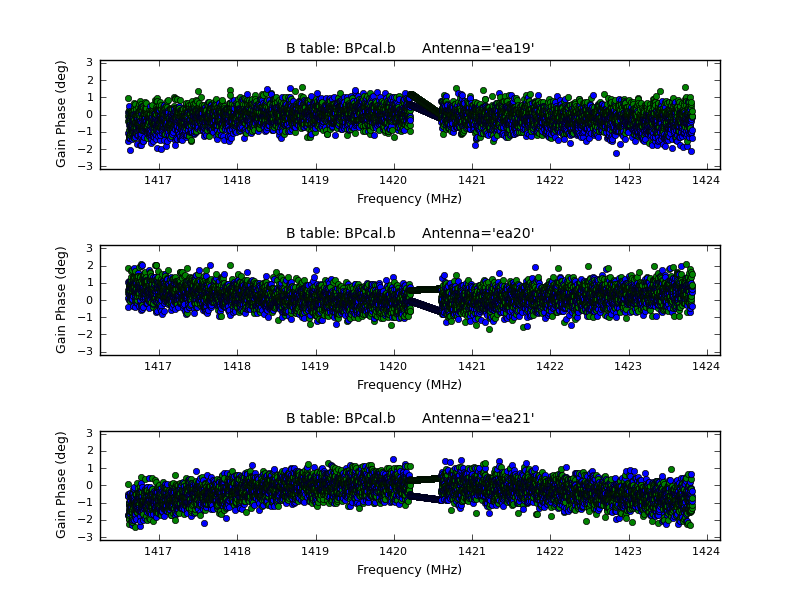 B table: BPcal.b Antenna='ea19'
Gain Phase (deg)
3
2
1
0
−1
−2
−3
1417 1418 1419 1420 1421 1422 1423 1424
Frequency (MHz)
B table: BPcal.b Antenna='ea20'
Gain Phase (deg)
3
2
1
0
−1
−2
−3
1417 1418 1419 1420 1421 1422 1423 1424
Frequency (MHz)
B table: BPcal.b Antenna='ea21'
Gain Phase (deg)
3
2
1
0
−1
−2
−3
1417 1418 1419 1420 1421 1422 1423 1424
Frequency (MHz)